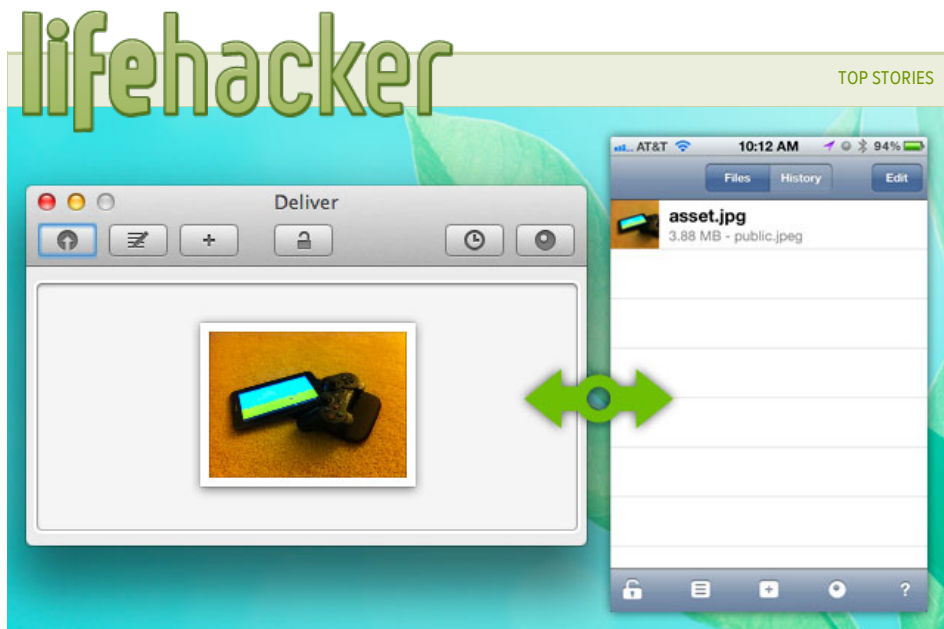 lifehacker
TOP STORIES
Deliver
AT&T 10:12 AM 94%
Files History Edit
asset.jpg
3.88 MB - public.jpeg
?